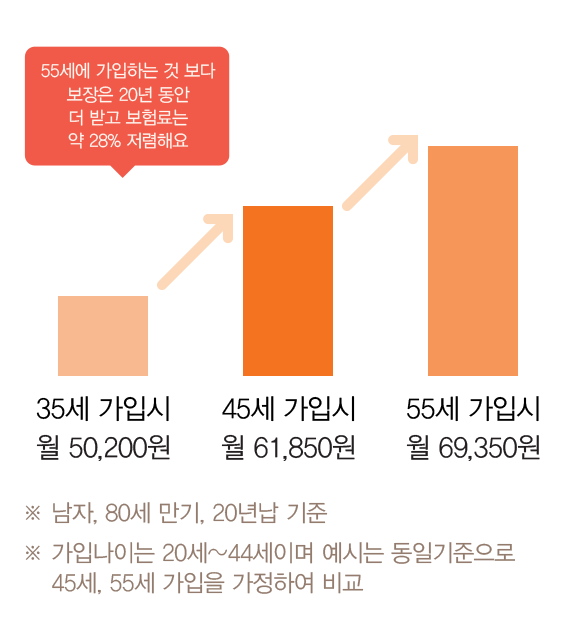 55세에 가입하는 것 보다
보장은 20년 동안
더 받고 보험료는
약 28% 저렴해요
35세 가입시
월 50,200원
45세 가입시
월 61,850원
55세 가입시
월 69,350원
※ 남자, 80세 만기, 20년납 기준
※ 가입나이는 20세~44세이며 예시는 동일기준으로
45세, 55세 가입을 가정하여 비교